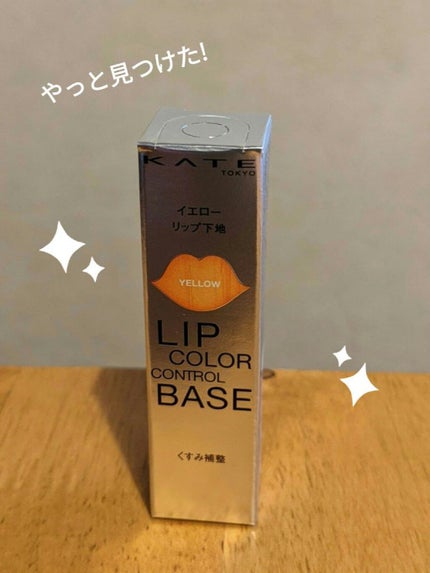 やっと見つけた!
KATE
TOKYO
イエロー
リップ下地
YELLOW
LIP
COLOR
CONTROL
BASE
くすみ補整